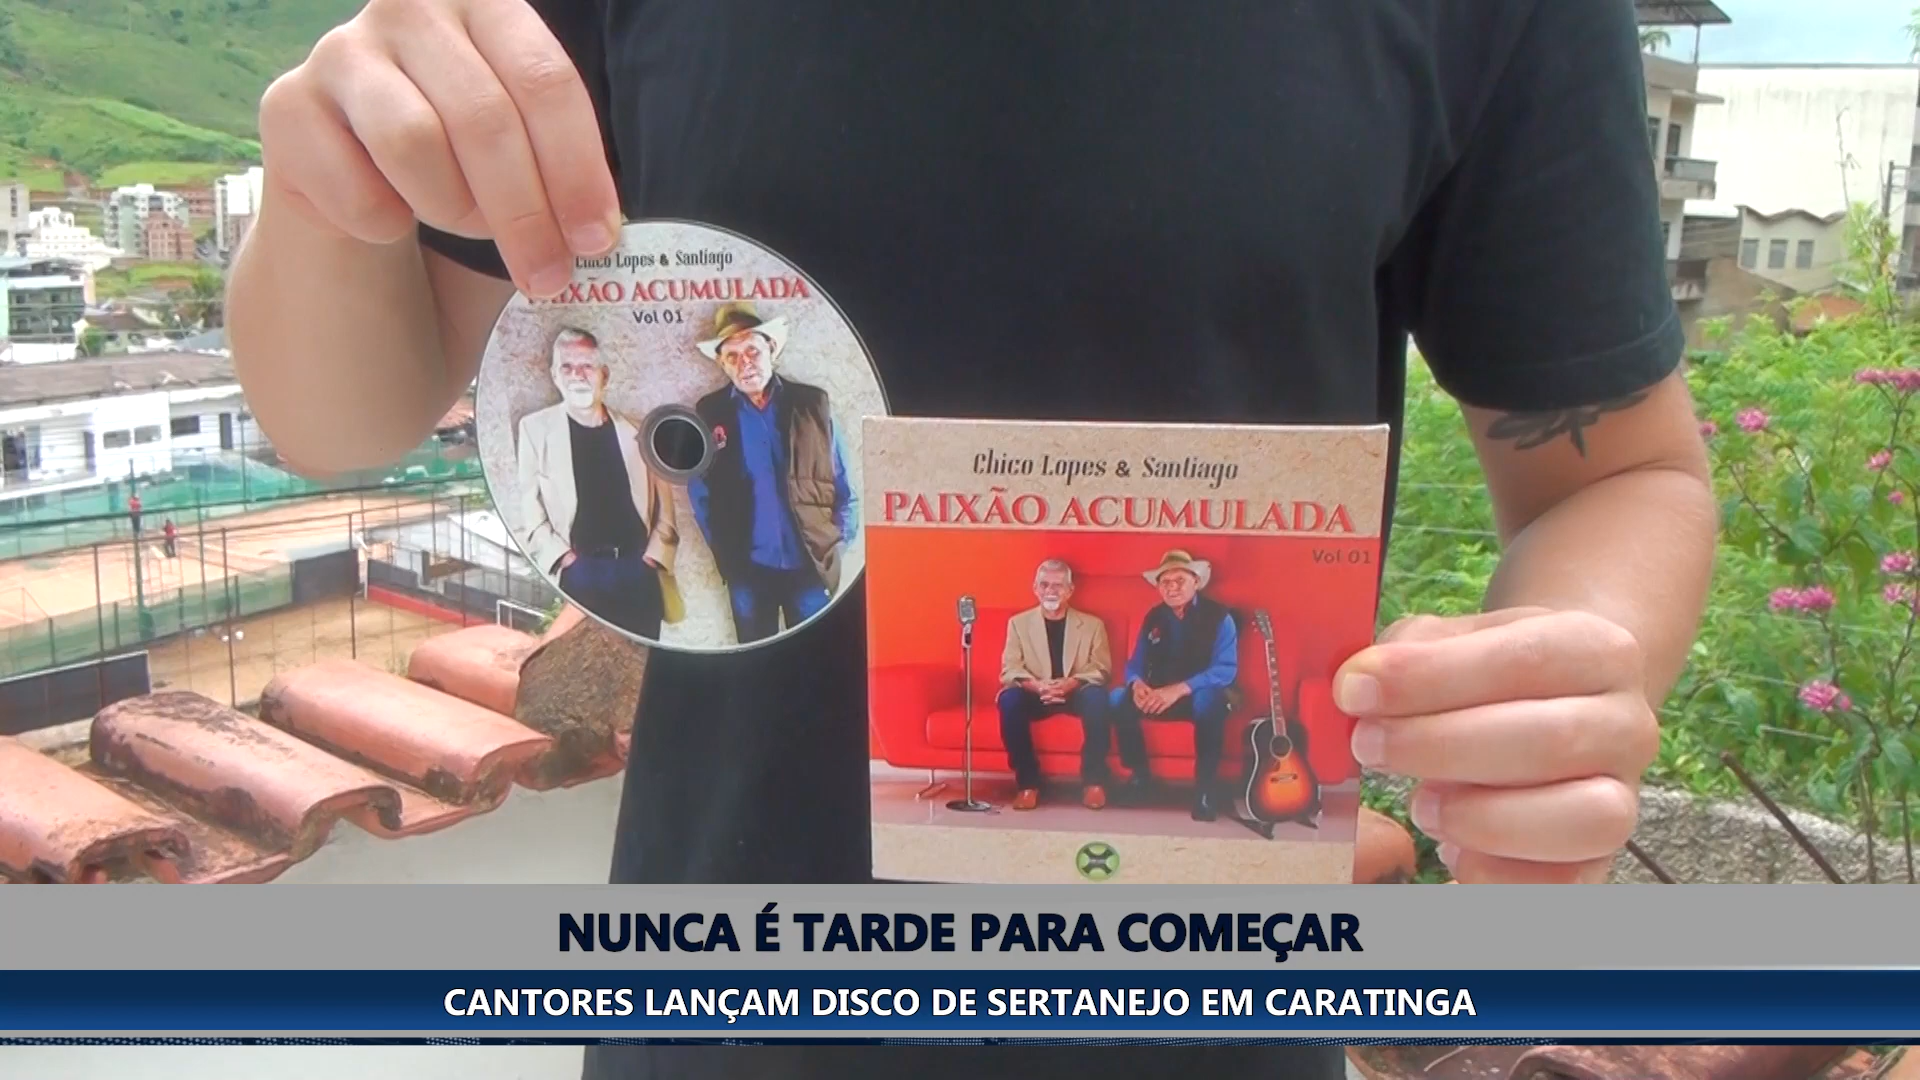 Chico Lopes & Santiago
PAIXÃO ACUMULADA
Vol 01
Chico Lopes & Santiago
PAIXÃO ACUMULADA
Vol 01
NUNCA É TARDE PARA COMEÇAR
CANTORES LANÇAM DISCO DE SERTANEJO EM CARATINGA